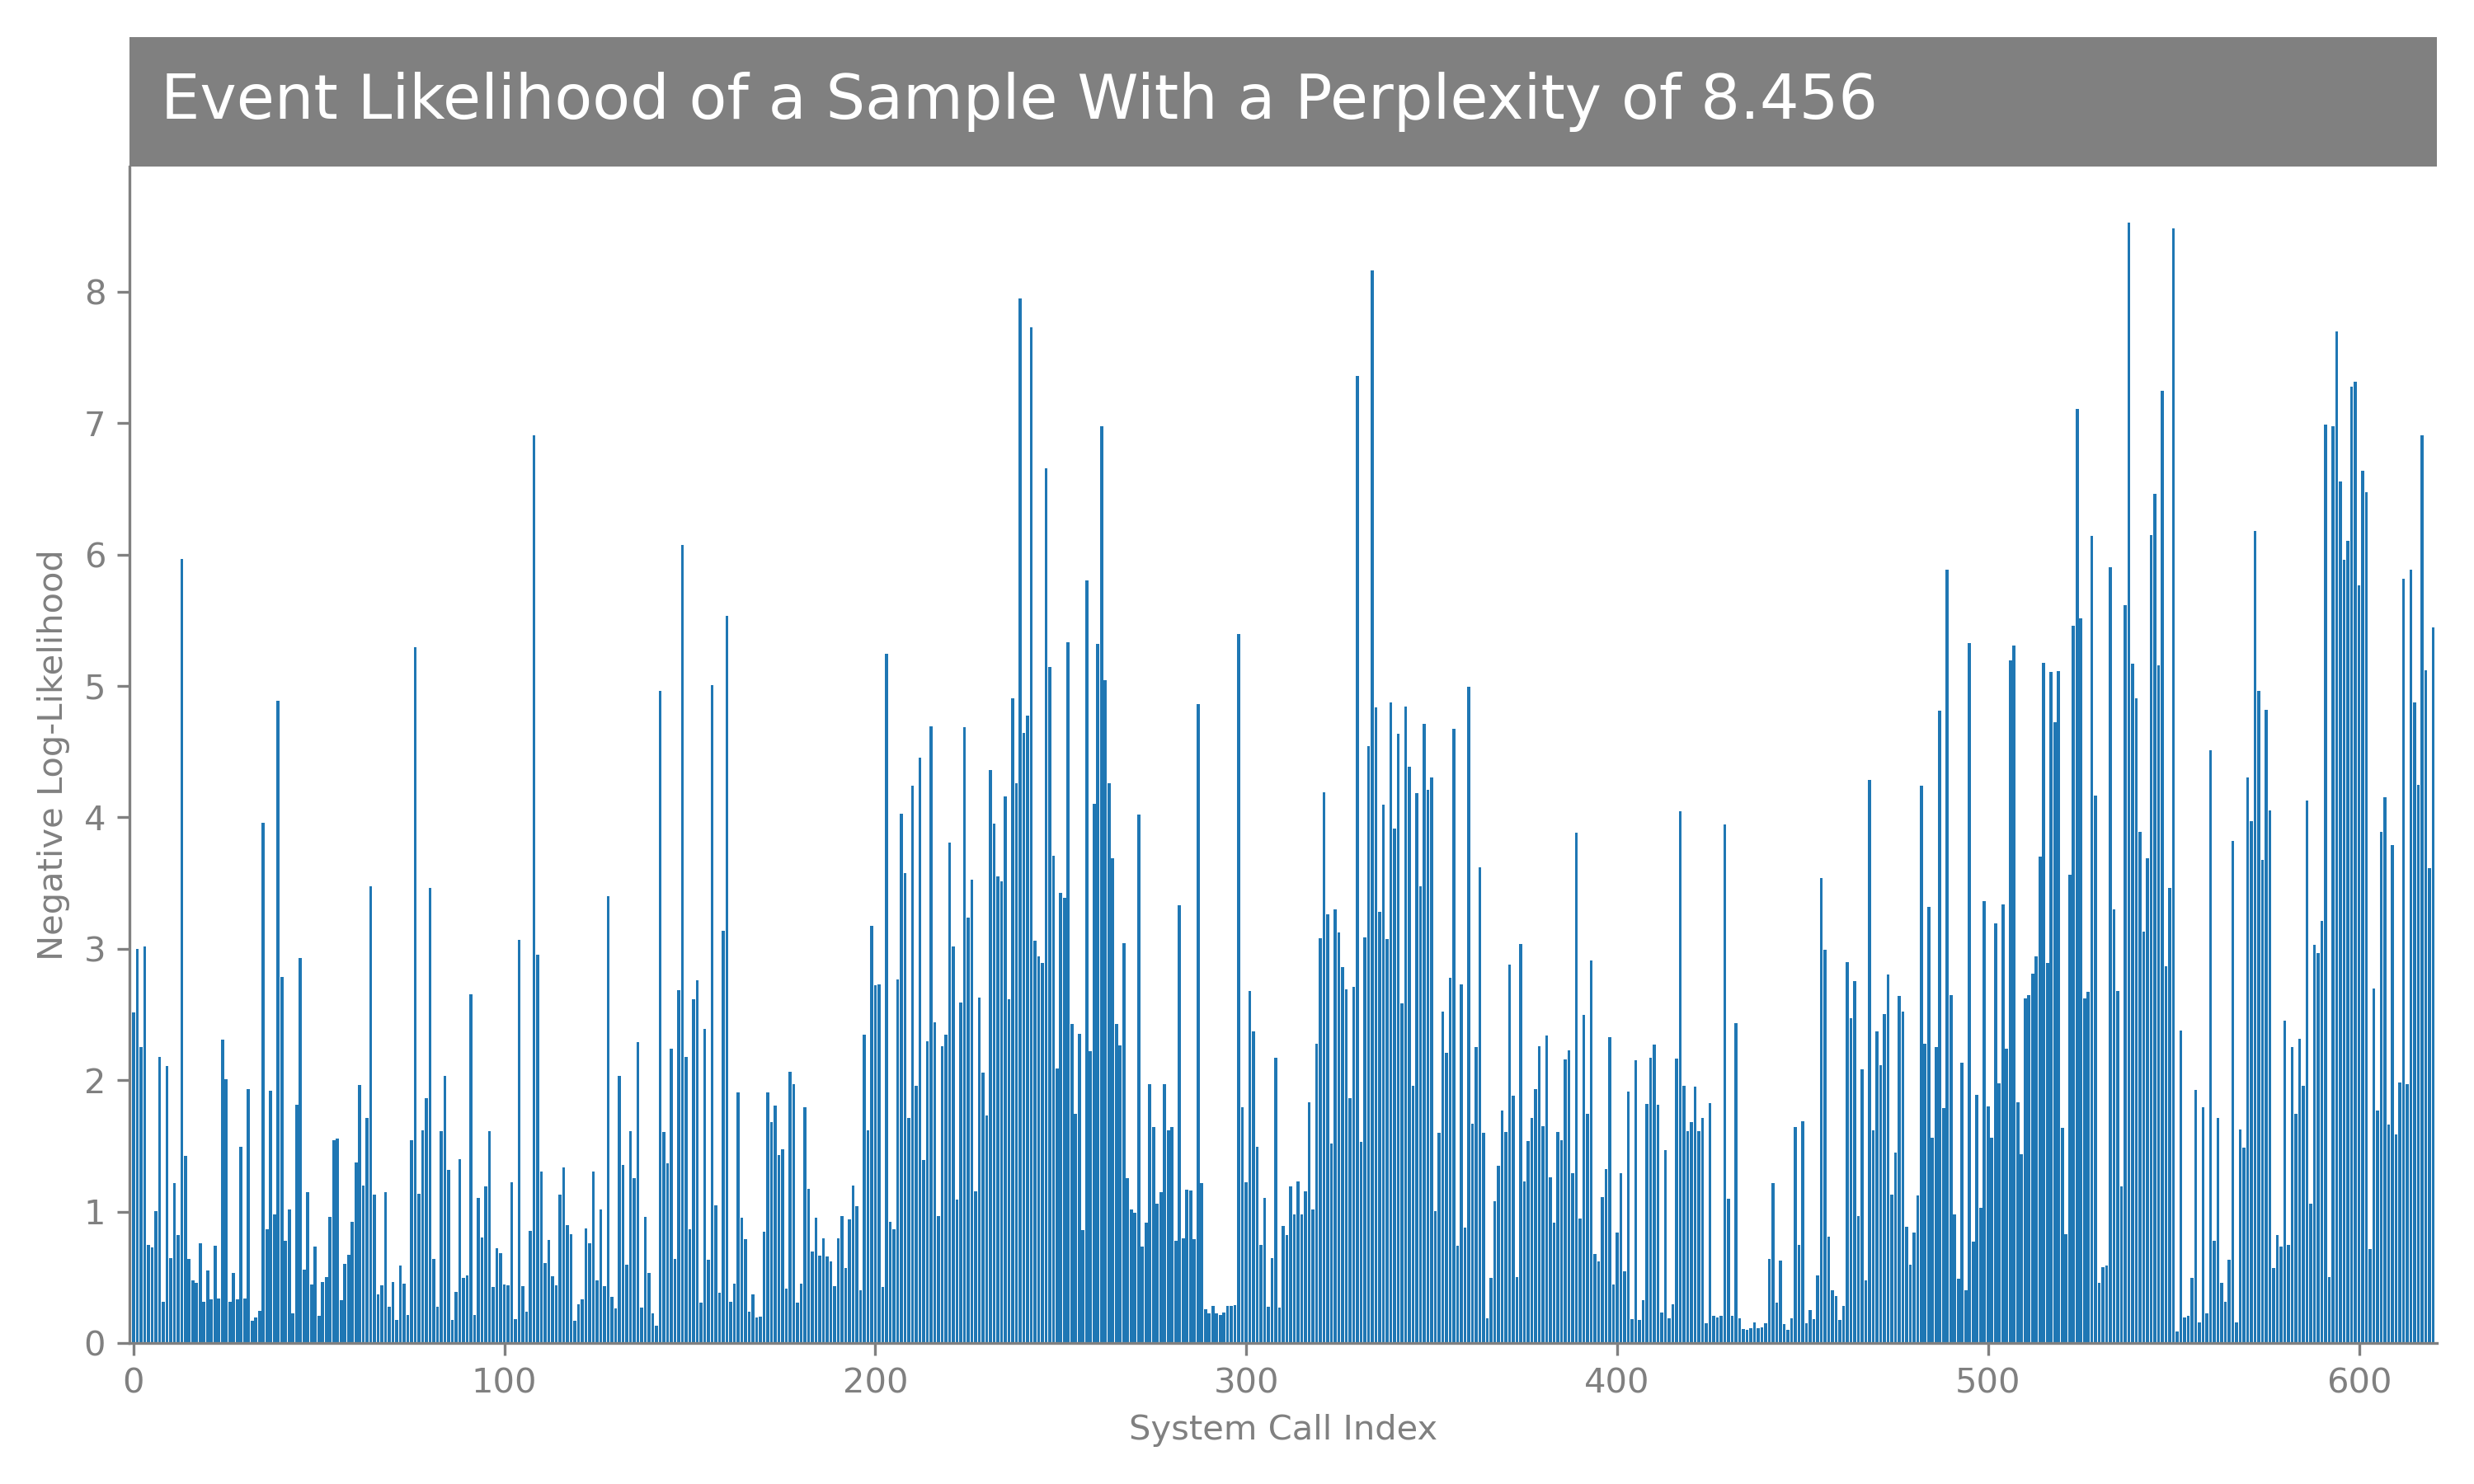 Event Likelihood of a Sample With a Perplexity of 8.456
8
7
6
5
4
3
2
1
0
Negative Log-Likelihood
0 100 200 300 400 500 600
System Call Index